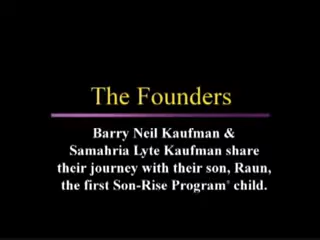 The Founders
Barry Neil Kaufman &
Samahria Lyte Kaufman share
their journey with their son, Raun,
the first Son-Rise Program® child.